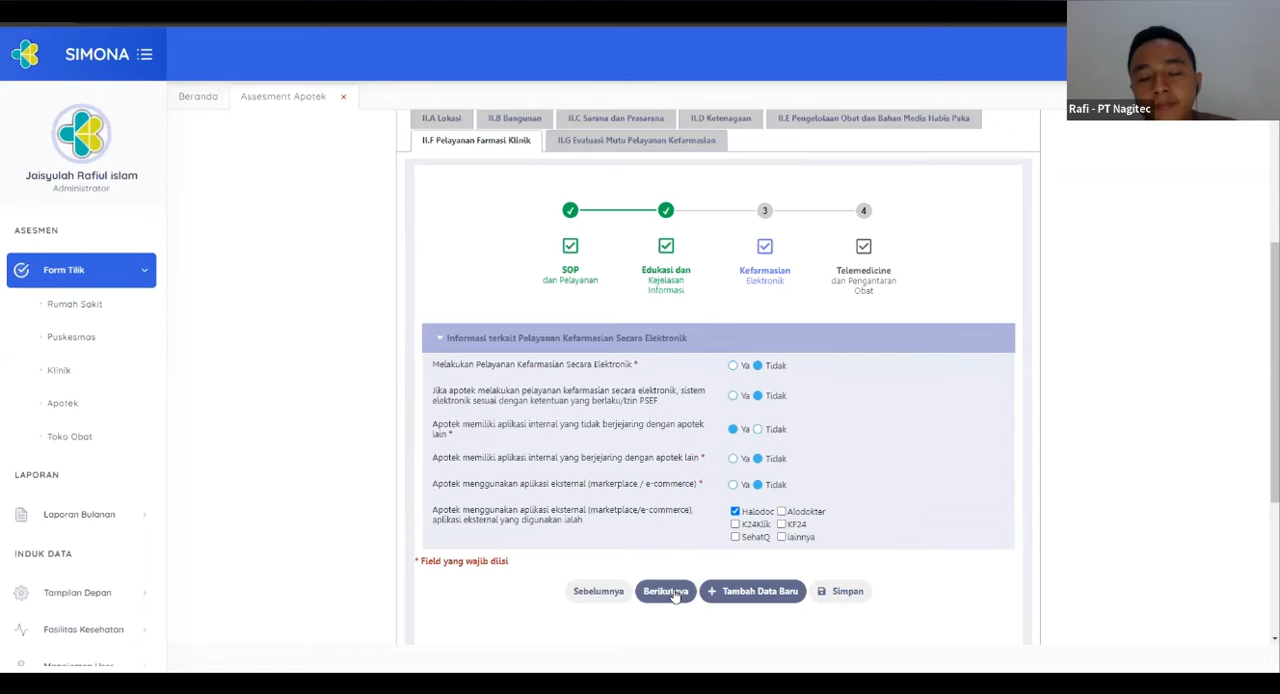 SIMONA
Rafi - PT Nagitec
Beranda
Assesment Apotek
Jaisyulah Rafiul islam
Administrator
ASESMEN
Form Tilik
Rumah Sakit
Puskesmas
Klinik
Apotek
Toko Obat
LAPORAN
Laporan Bulanan
INDUK DATA
Tampilan Depan
Fasilitas Kesehatan
Manajemen User
II.A Lokasi
II.B Bangunan
II.C Sarana dan Prasarana
II.D Ketenagaan
II.E Pengelolaan Obat dan Bahan Medis Habis Paka
II.F Pelayanan Farmasi Klinik
II.G Evaluasi Mutu Pelayanan Kefarmasian
3
4
SOP
dan Pelayanan
Edukasi dan
Kejelasan
Informasi
Kefarmasian
Elektronik
Telemedicine
dan Pengantaran
Obat
Informasi terkait Pelayanan Kefarmasian Secara Elektronik
Melakukan Pelayanan Kefarmasian Secara Elektronik *
Ya Tidak
Jika apotek melakukan pelayanan kefarmasian secara elektronik, sistem
elektronik sesuai dengan ketentuan yang berlaku/Izin PSEF
Ya Tidak
Apotek memiliki aplikasi internal yang tidak berjejaring dengan apotek
lain *
Ya Tidak
Apotek memiliki aplikasi internal yang berjejaring dengan apotek lain *
Ya Tidak
Apotek menggunakan aplikasi eksternal (markerplace / e-commerce) *
Ya Tidak
Apotek menggunakan aplikasi eksternal (marketplace/e-commerce),
aplikasi eksternal yang digunakan ialah
Halodoc Alodokter
K24Klik KF24
SehatQ lainnya
* Field yang wajib diisi
Sebelumnya
Berikutnya
+ Tambah Data Baru
Simpan